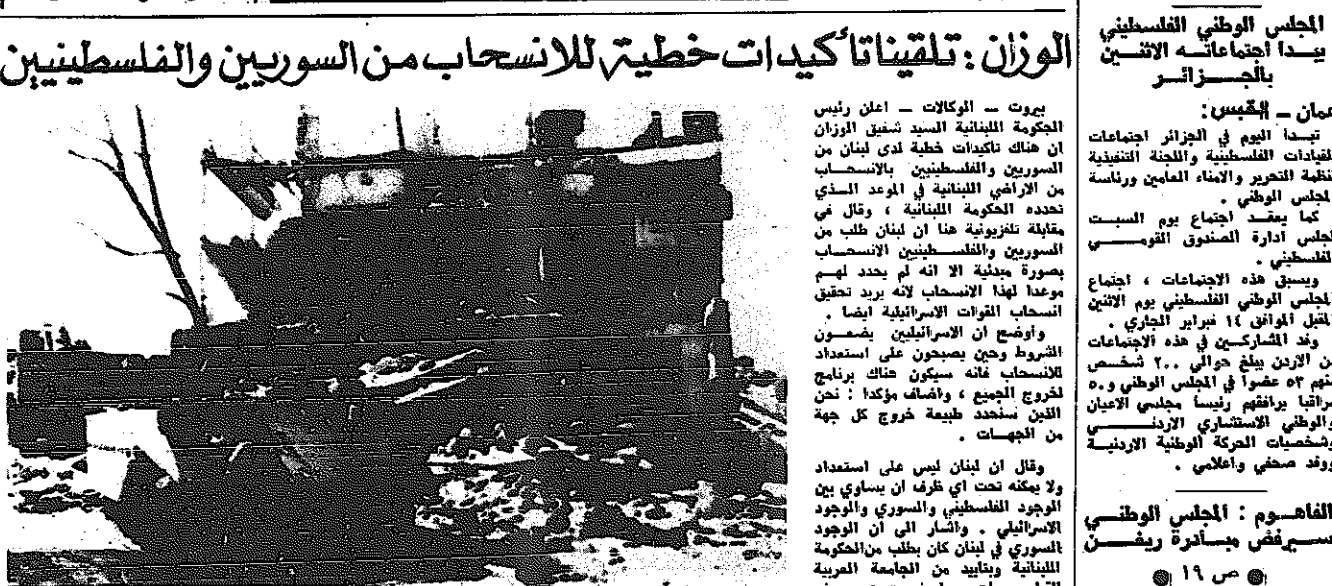 الوزان : تلقينا تأكيدات خطية للانسحاب من السوريين والفلسطينيين
بيروت ــ الوكالات ــ اعلن رئيس
الحكومة اللبنانية السيد شفيق الوزان
ان هناك تاكيدات خطية لدى لبنان من
السوريين والفلسطينيين بالانسحاب
من الاراضي اللبنانية في الموعد الذي
تحدده الحكومة اللبنانية ، وقال في
مقابلة تلفزيونية هنا ان لبنان طلب من
السوريين والفلسطينيين الانسحاب
بصورة مبدئية الا انه لم يحدد لهم
موعدا لهذا الانسحاب لانه يريد تحقيق
انسحاب القوات الاسرائيلية ايضا .
وأوضح ان الاسرائيليين يضعون
الشروط وحين يصبحون على استعداد
للانسحاب فانه سيكون هناك برنامج
لخروج الجميع ، واضاف مؤكدا : نحن
الذين سنحدد طبيعة خروج كل جهة
من الجهات .
وقال ان لبنان ليس على استعداد
ولا يمكنه تحت اي ظرف ان يساوي بين
الوجود الفلسطيني والسوري والوجود
الاسرائيلي . واشار الى ان الوجود
السوري في لبنان كان بطلب من الحكومة
اللبنانية وبتاييد من الجامعة العربية
المجلس الوطني الفلسطيني
يبدا اجتماعاته الاثنين
بالجزائر
عمان ــ القبس :
تبدا اليوم في الجزائر اجتماعات
القيادات الفلسطينية واللجنة التنفيذية
لمنظمة التحرير والامناء العامين ورئاسة
المجلس الوطني .
كما يعقد اجتماع يوم السبت
لمجلس ادارة الصندوق القومي
الفلسطيني .
ويسبق هذه الاجتماعات ، اجتماع
المجلس الوطني الفلسطيني يوم الاثنين
المقبل الموافق ١٤ فبراير الجاري .
وفد المشاركين في هذه الاجتماعات
من الاردن يبلغ حوالي ٢٠٠ شخص
منهم ٥٣ عضوا في المجلس الوطني و ٥٠
مراقبا يرافقهم رئيسا مجلسي الاعيان
والوطني الاستشاري الاردني
وشخصيات الحركة الوطنية الاردنية
ووفد صحفي واعلامي .
الفاهوم : المجلس الوطني
سيرفض مبادرة ريغن
● ص ١٩ ●